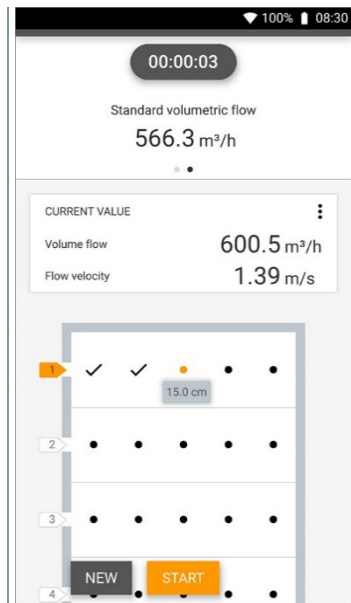 100% 08:30
00:00:03
Standard volumetric flow
566.3 m³/h
CURRENT VALUE
Volume flow 600.5 m³/h
Flow velocity 1.39 m/s
1
15.0 cm
2
3
NEW START
4